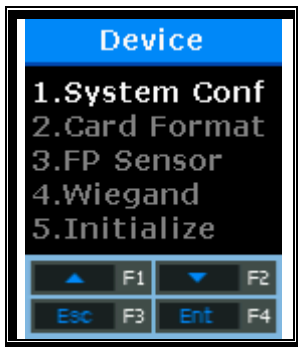 Device
1.System Conf
2.Card Format
3.FP Sensor
4.Wiegand
5.Initialize
▲ F1 ▼ F2
Esc F3 Ent F4